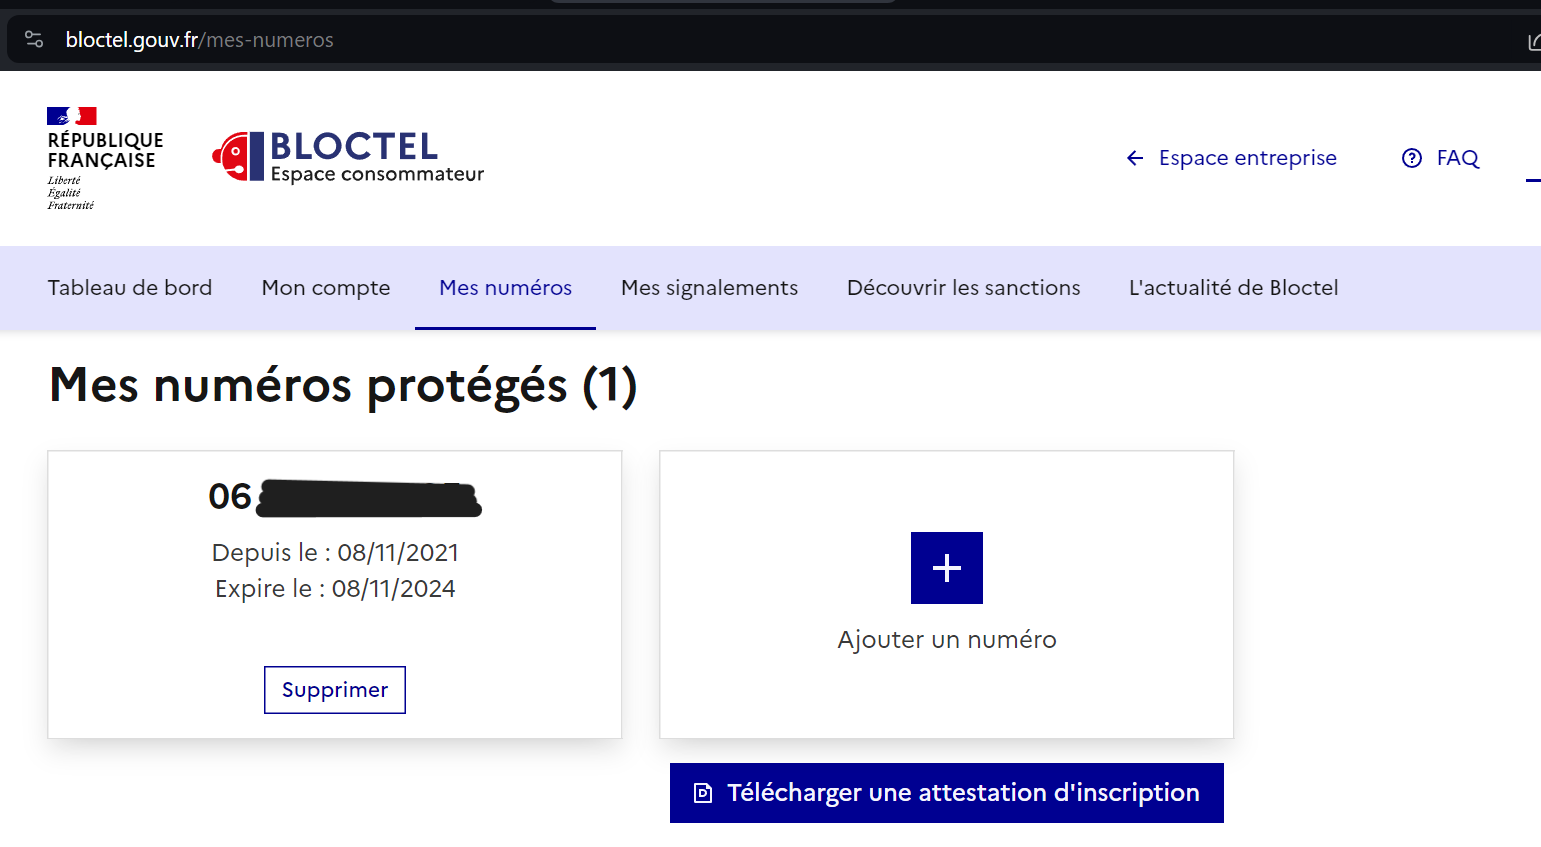 bloctel.gouv.fr/mes-numeros
RÉPUBLIQUE
FRANÇAISE
Liberté
Égalité
Fraternité
BLOCTEL
Espace consommateur
Espace entreprise
FAQ
Tableau de bord
Mon compte
Mes numéros
Mes signalements
Découvrir les sanctions
L'actualité de Bloctel
Mes numéros protégés (1)
06
Depuis le : 08/11/2021
Expire le : 08/11/2024
Supprimer
Ajouter un numéro
Télécharger une attestation d'inscription